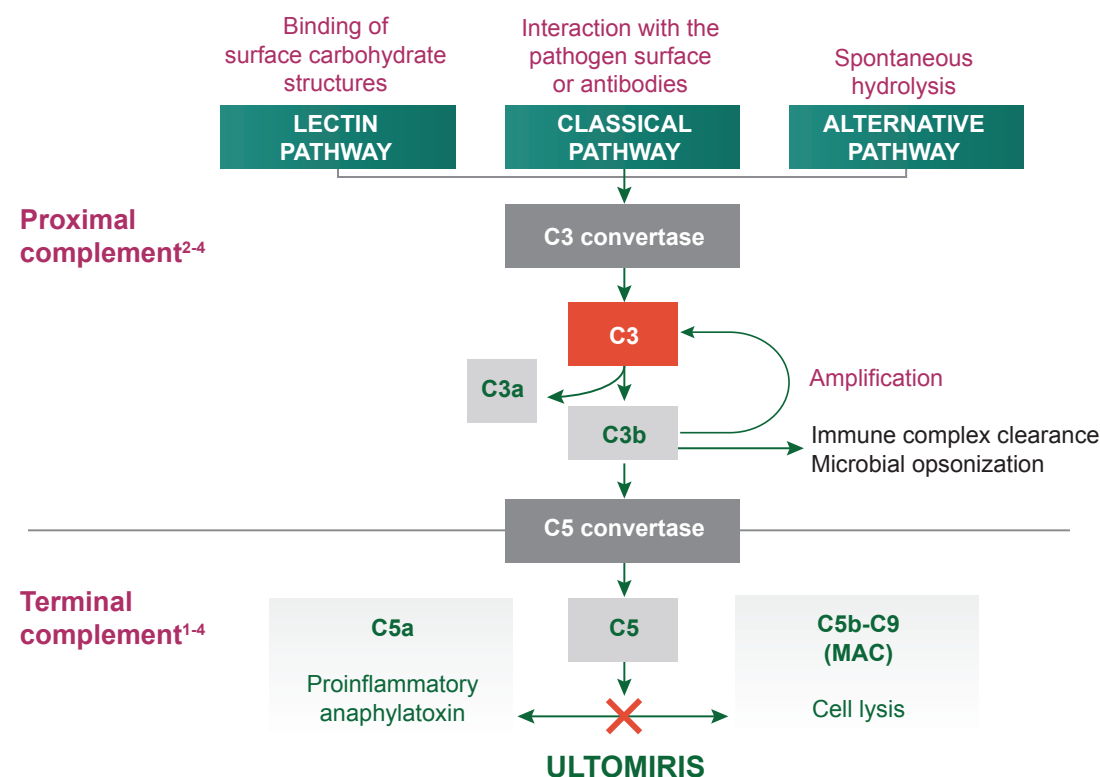 Binding of
surface carbohydrate
structures
Interaction with the
pathogen surface
or antibodies
Spontaneous
hydrolysis
LECTIN
PATHWAY
CLASSICAL
PATHWAY
ALTERNATIVE
PATHWAY
Proximal
complement2-4
C3 convertase
C3
C3a
Amplification
C3b
Immune complex clearance
Microbial opsonization
C5 convertase
Terminal
complement1-4
C5a
Proinflammatory
anaphylatoxin
C5
C5b-C9
(MAC)
Cell lysis
ULTOMIRIS